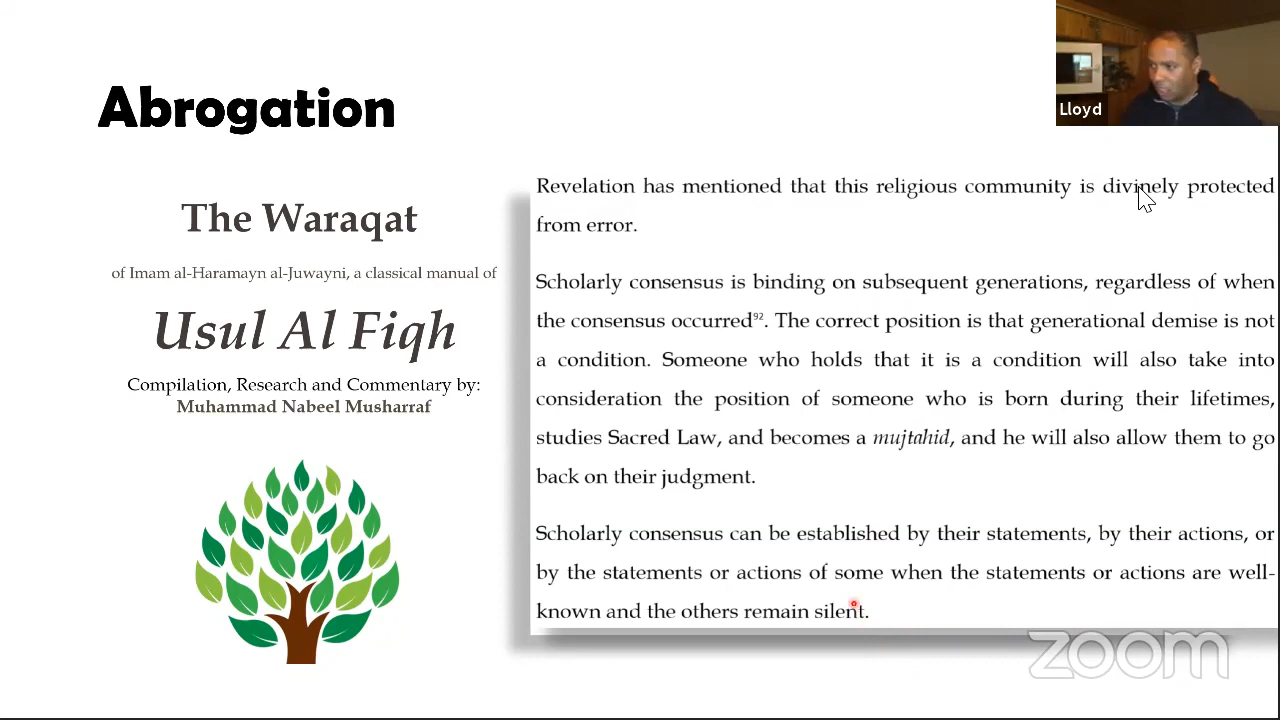 Abrogation
The Waraqat
of Imam al-Haramayn al-Juwayni, a classical manual of
Usul Al Fiqh
Compilation, Research and Commentary by:
Muhammad Nabeel Musharraf
Lloyd
Revelation has mentioned that this religious community is divinely protected
from error.
Scholarly consensus is binding on subsequent generations, regardless of when
the consensus occurred⁹². The correct position is that generational demise is not
a condition. Someone who holds that it is a condition will also take into
consideration the position of someone who is born during their lifetimes,
studies Sacred Law, and becomes a mujtahid, and he will also allow them to go
back on their judgment.
Scholarly consensus can be established by their statements, by their actions, or
by the statements or actions of some when the statements or actions are well-
known and the others remain silent.
zoom